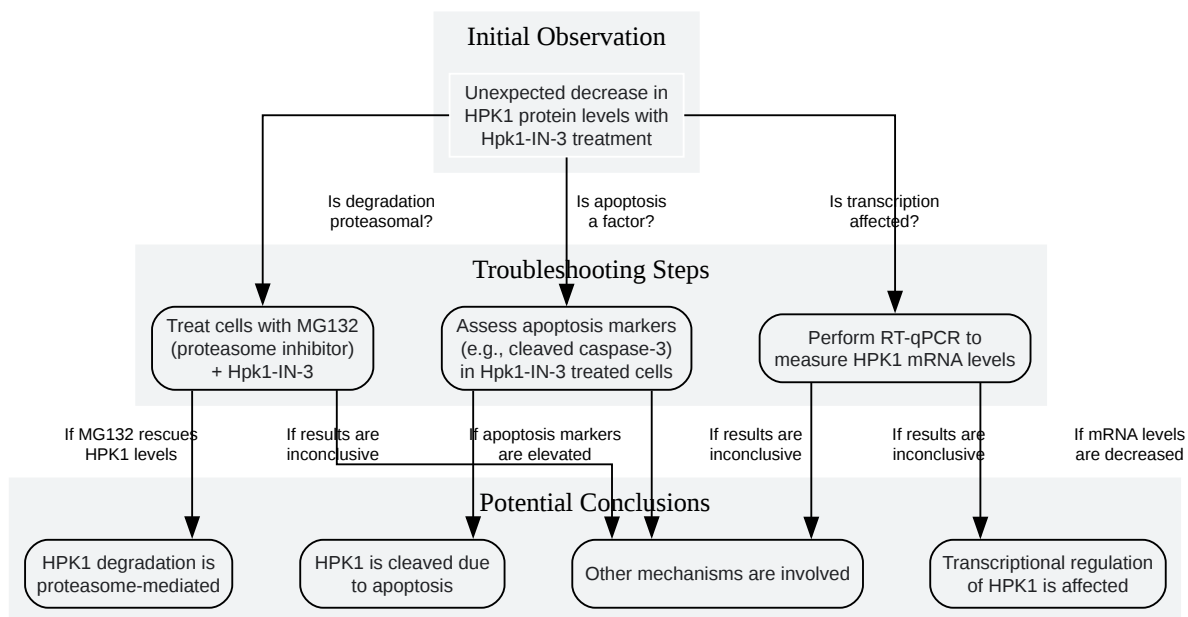 Initial Observation
Unexpected decrease in
HPK1 protein levels with
Hpk1-IN-3 treatment
Is degradation
proteasomal?
Is apoptosis
a factor?
Is transcription
affected?
Troubleshooting Steps
Treat cells with MG132
(proteasome inhibitor)
+ Hpk1-IN-3
Assess apoptosis markers
(e.g., cleaved caspase-3)
in Hpk1-IN-3 treated cells
Perform RT-qPCR to
measure HPK1 mRNA levels
If MG132 rescues
HPK1 levels
If results are
inconclusive
If apoptosis markers
are elevated
If results are
inconclusive
If results are
inconclusive
If mRNA levels
are decreased
Potential Conclusions
HPK1 degradation is
proteasome-mediated
HPK1 is cleaved due
to apoptosis
Other mechanisms are involved
Transcriptional regulation
of HPK1 is affected